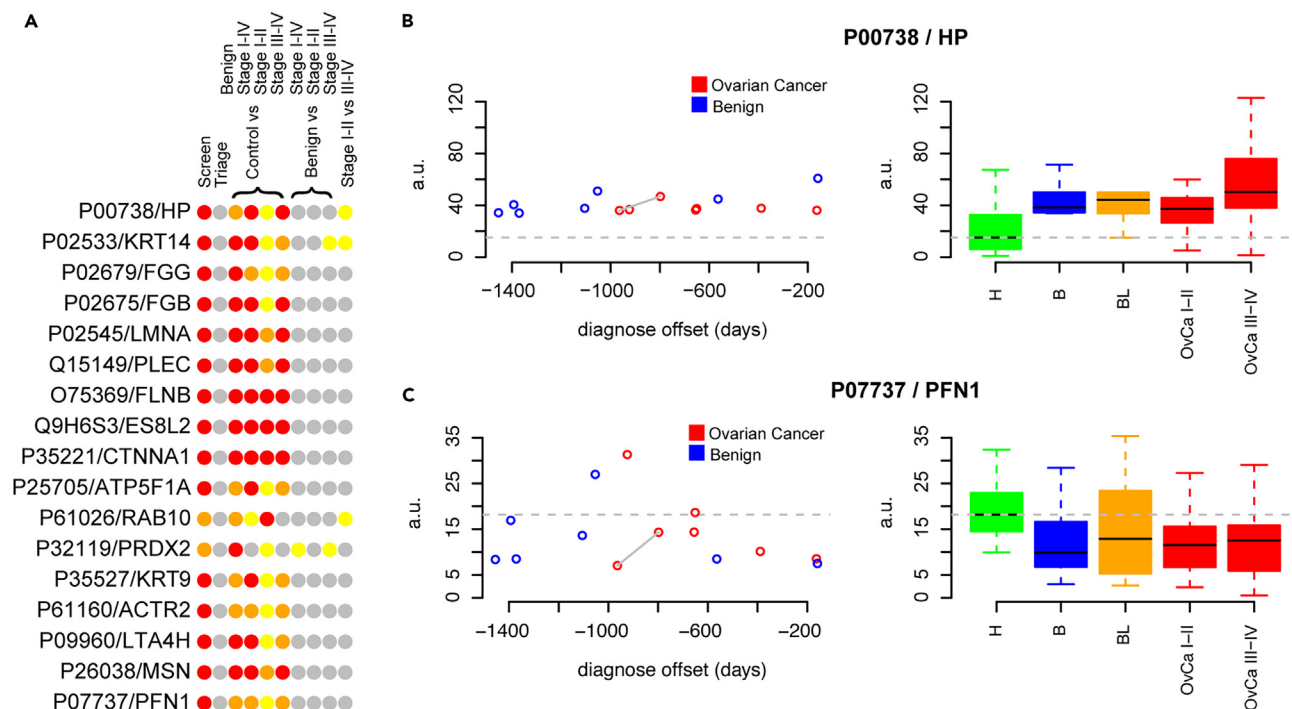 A
Screen
Triage
Benign
Stage I-IV
Stage I-II
Stage III-IV
Control vs
Stage I-IV
Stage I-II
Stage III-IV
Benign vs
Stage I-II vs III-IV
P00738/HP
P02533/KRT14
P02679/FGG
P02675/FGB
P02545/LMNA
Q15149/PLEC
O75369/FLNB
Q9H6S3/ES8L2
P35221/CTNNA1
P25705/ATP5F1A
P61026/RAB10
P32119/PRDX2
P35527/KRT9
P61160/ACTR2
P09960/LTA4H
P26038/MSN
P07737/PFN1
B
P00738 / HP
Ovarian Cancer
Benign
a.u.
120
80
40
0
−1400
−1000
−600
−200
diagnose offset (days)
a.u.
120
80
40
0
H
B
BL
OvCa I−II
OvCa III−IV
C
P07737 / PFN1
Ovarian Cancer
Benign
a.u.
35
25
15
5
0
−1400
−1000
−600
−200
diagnose offset (days)
a.u.
35
25
15
5
0
H
B
BL
OvCa I−II
OvCa III−IV